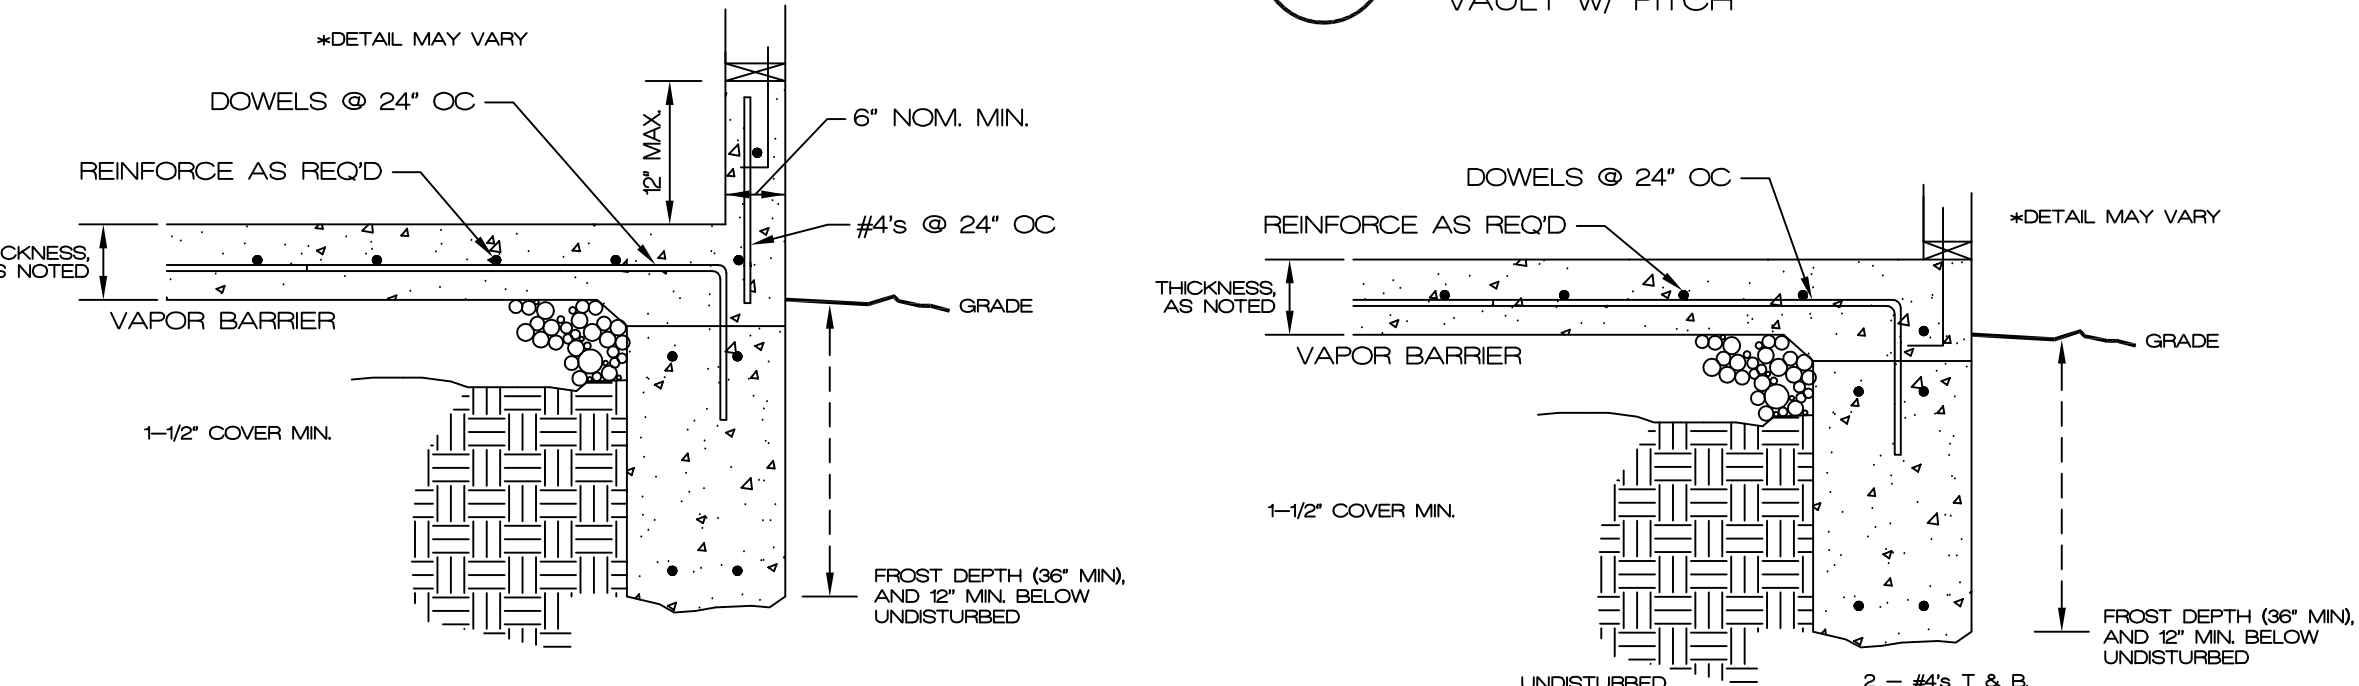 VAULT W/ PITCH
*DETAIL MAY VARY
DOWELS @ 24" OC
12" MAX.
6" NOM. MIN.
REINFORCE AS REQ'D
#4's @ 24" OC
CKNESS,
S NOTED
GRADE
VAPOR BARRIER
1-1/2" COVER MIN.
FROST DEPTH (36" MIN),
AND 12" MIN. BELOW
UNDISTURBED
DOWELS @ 24" OC
REINFORCE AS REQ'D
*DETAIL MAY VARY
THICKNESS,
AS NOTED
GRADE
VAPOR BARRIER
1-1/2" COVER MIN.
FROST DEPTH (36" MIN),
AND 12" MIN. BELOW
UNDISTURBED
UNDISTURBED
2 - #4's T & B.